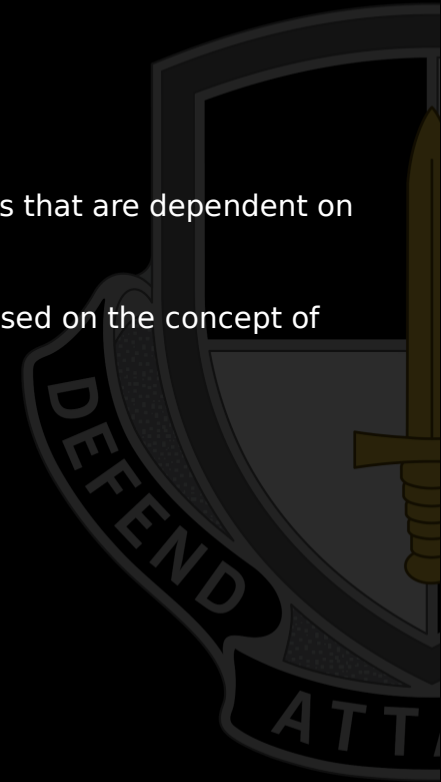 s that are dependent on
sed on the concept of
DEFEND
ATT